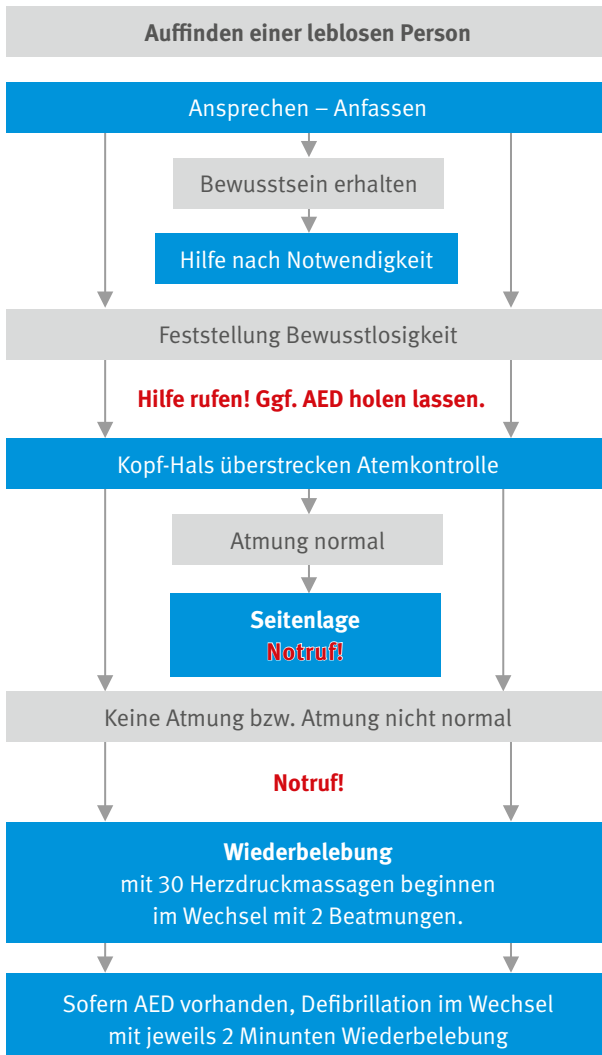 Auffinden einer leblosen Person
Ansprechen – Anfassen
Bewusstsein erhalten
Hilfe nach Notwendigkeit
Feststellung Bewusstlosigkeit
Hilfe rufen! Ggf. AED holen lassen.
Kopf-Hals überstrecken Atemkontrolle
Atmung normal
Seitenlage
Notruf!
Keine Atmung bzw. Atmung nicht normal
Notruf!
Wiederbelebung
mit 30 Herzdruckmassagen beginnen
im Wechsel mit 2 Beatmungen.
Sofern AED vorhanden, Defibrillation im Wechsel
mit jeweils 2 Minunten Wiederbelebung